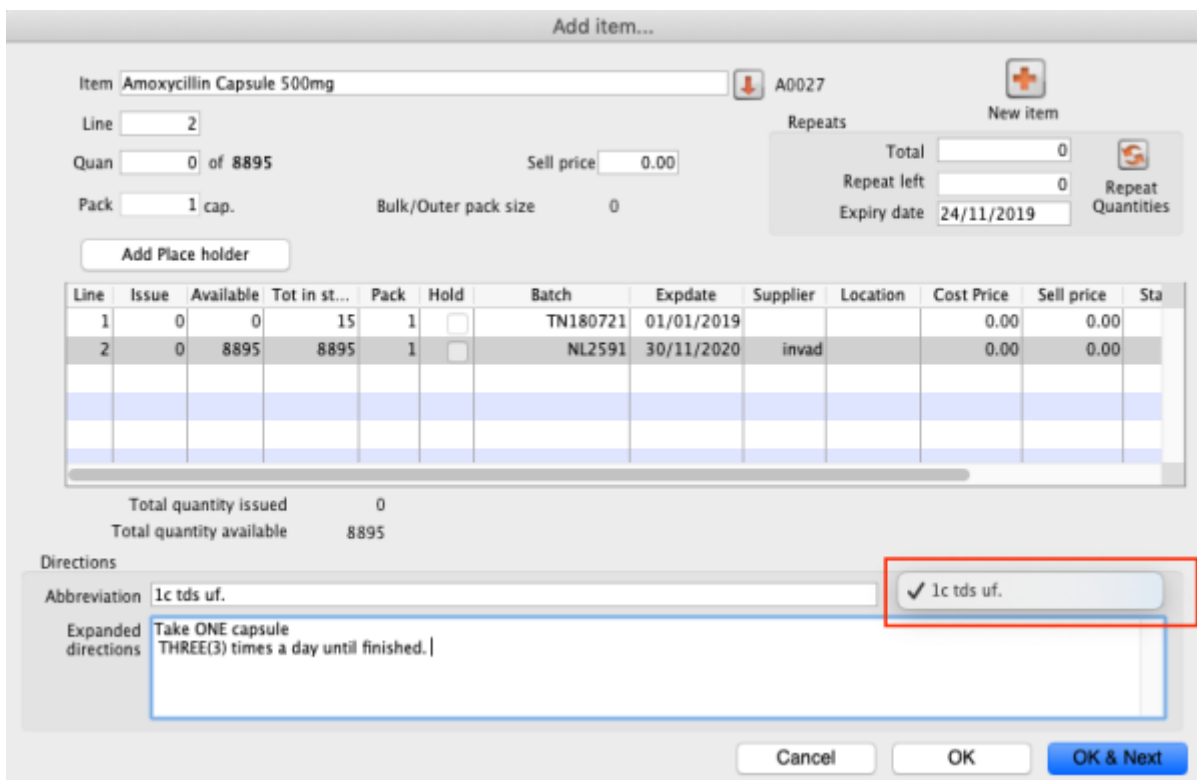 Add item...
Item Amoxycillin Capsule 500mg A0027
New item
Line 2
Repeats
Quan 0 of 8895 Sell price 0.00
Total 0
Repeat left 0
Repeat Quantities
Pack 1 cap. Bulk/Outer pack size 0
Expiry date 24/11/2019
Add Place holder
Line Issue Available Tot in st... Pack Hold Batch Expdate Supplier Location Cost Price Sell price Sta
1 0 0 15 1 TN180721 01/01/2019 0.00 0.00
2 0 8895 8895 1 NL2591 30/11/2020 invad 0.00 0.00
Total quantity issued 0
Total quantity available 8895
Directions
Abbreviation 1c tds uf. ✓ 1c tds uf.
Expanded directions
Take ONE capsule
THREE(3) times a day until finished.
Cancel OK OK & Next